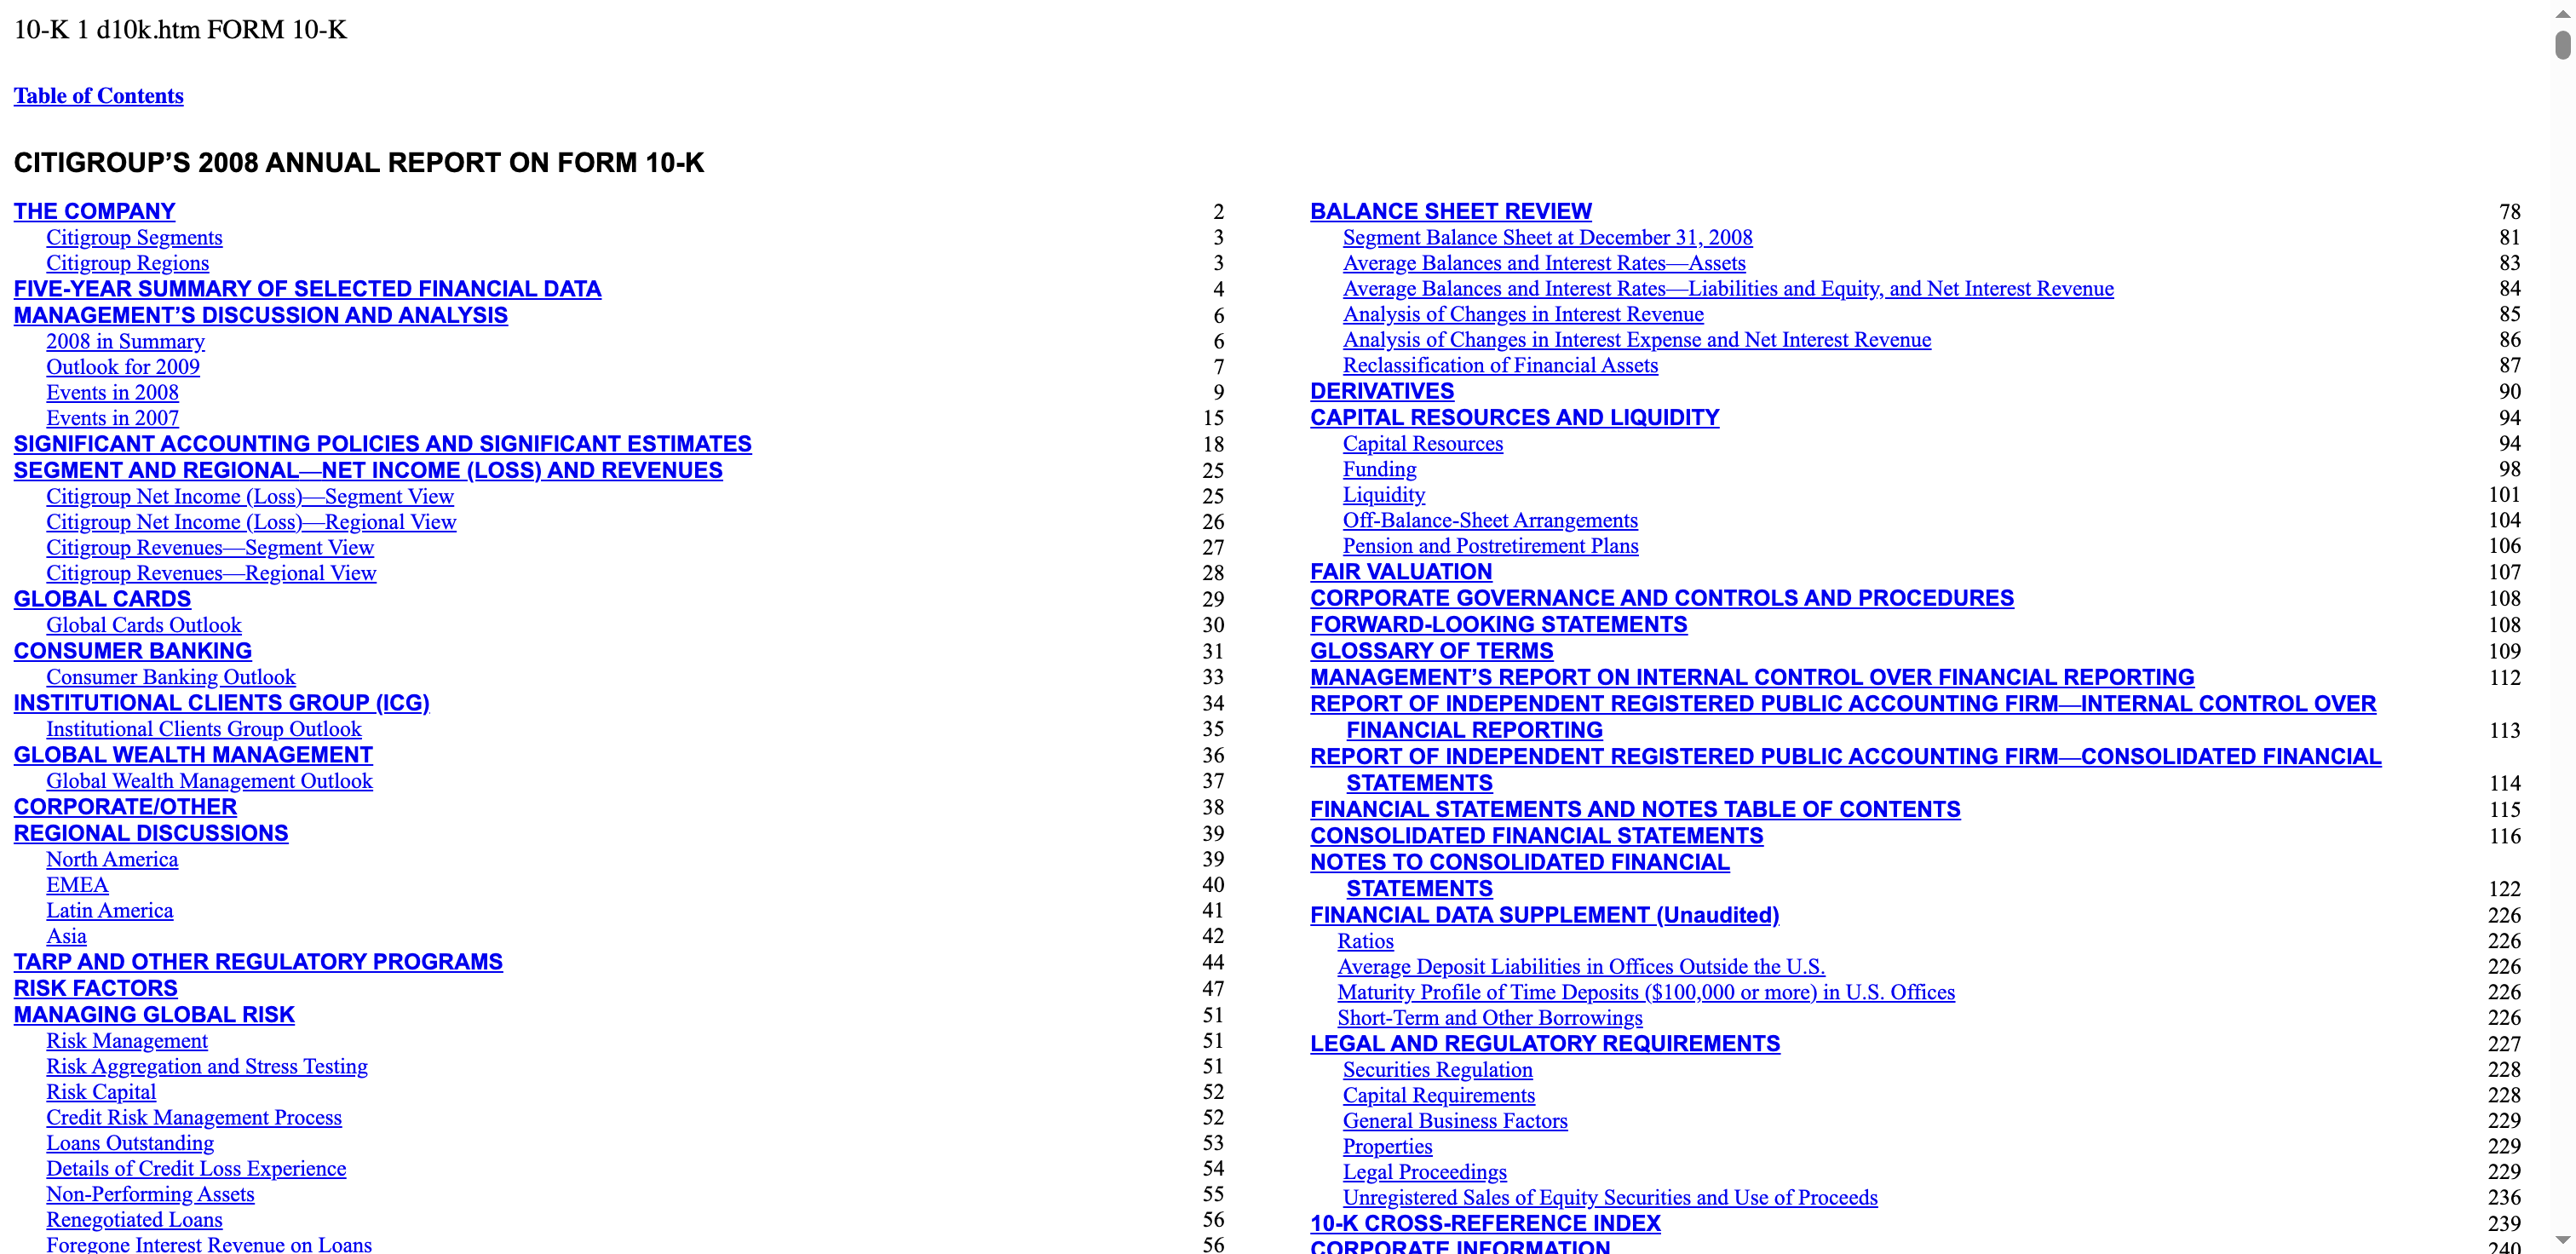 10-K 1 d10k.htm FORM 10-K
Table of Contents
CITIGROUP’S 2008 ANNUAL REPORT ON FORM 10-K
THE COMPANY 2
Citigroup Segments 3
Citigroup Regions 3
FIVE-YEAR SUMMARY OF SELECTED FINANCIAL DATA 4
MANAGEMENT’S DISCUSSION AND ANALYSIS 6
2008 in Summary 6
Outlook for 2009 7
Events in 2008 9
Events in 2007 15
SIGNIFICANT ACCOUNTING POLICIES AND SIGNIFICANT ESTIMATES 18
SEGMENT AND REGIONAL—NET INCOME (LOSS) AND REVENUES 25
Citigroup Net Income (Loss)—Segment View 25
Citigroup Net Income (Loss)—Regional View 26
Citigroup Revenues—Segment View 27
Citigroup Revenues—Regional View 28
GLOBAL CARDS 29
Global Cards Outlook 30
CONSUMER BANKING 31
Consumer Banking Outlook 33
INSTITUTIONAL CLIENTS GROUP (ICG) 34
Institutional Clients Group Outlook 35
GLOBAL WEALTH MANAGEMENT 36
Global Wealth Management Outlook 37
CORPORATE/OTHER 38
REGIONAL DISCUSSIONS 39
North America 39
EMEA 40
Latin America 41
Asia 42
TARP AND OTHER REGULATORY PROGRAMS 44
RISK FACTORS 47
MANAGING GLOBAL RISK 51
Risk Management 51
Risk Aggregation and Stress Testing 51
Risk Capital 52
Credit Risk Management Process 52
Loans Outstanding 53
Details of Credit Loss Experience 54
Non-Performing Assets 55
Renegotiated Loans 56
Foregone Interest Revenue on Loans 56
BALANCE SHEET REVIEW 78
Segment Balance Sheet at December 31, 2008 81
Average Balances and Interest Rates—Assets 83
Average Balances and Interest Rates—Liabilities and Equity, and Net Interest Revenue 84
Analysis of Changes in Interest Revenue 85
Analysis of Changes in Interest Expense and Net Interest Revenue 86
Reclassification of Financial Assets 87
DERIVATIVES 90
CAPITAL RESOURCES AND LIQUIDITY 94
Capital Resources 94
Funding 98
Liquidity 101
Off-Balance-Sheet Arrangements 104
Pension and Postretirement Plans 106
FAIR VALUATION 107
CORPORATE GOVERNANCE AND CONTROLS AND PROCEDURES 108
FORWARD-LOOKING STATEMENTS 108
GLOSSARY OF TERMS 109
MANAGEMENT’S REPORT ON INTERNAL CONTROL OVER FINANCIAL REPORTING 112
REPORT OF INDEPENDENT REGISTERED PUBLIC ACCOUNTING FIRM—INTERNAL CONTROL OVER
FINANCIAL REPORTING 113
REPORT OF INDEPENDENT REGISTERED PUBLIC ACCOUNTING FIRM—CONSOLIDATED FINANCIAL
STATEMENTS 114
FINANCIAL STATEMENTS AND NOTES TABLE OF CONTENTS 115
CONSOLIDATED FINANCIAL STATEMENTS 116
NOTES TO CONSOLIDATED FINANCIAL
STATEMENTS 122
FINANCIAL DATA SUPPLEMENT (Unaudited) 226
Ratios 226
Average Deposit Liabilities in Offices Outside the U.S. 226
Maturity Profile of Time Deposits ($100,000 or more) in U.S. Offices 226
Short-Term and Other Borrowings 226
LEGAL AND REGULATORY REQUIREMENTS 227
Securities Regulation 228
Capital Requirements 228
General Business Factors 229
Properties 229
Legal Proceedings 229
Unregistered Sales of Equity Securities and Use of Proceeds 236
10-K CROSS-REFERENCE INDEX 239
CORPORATE INFORMATION 240